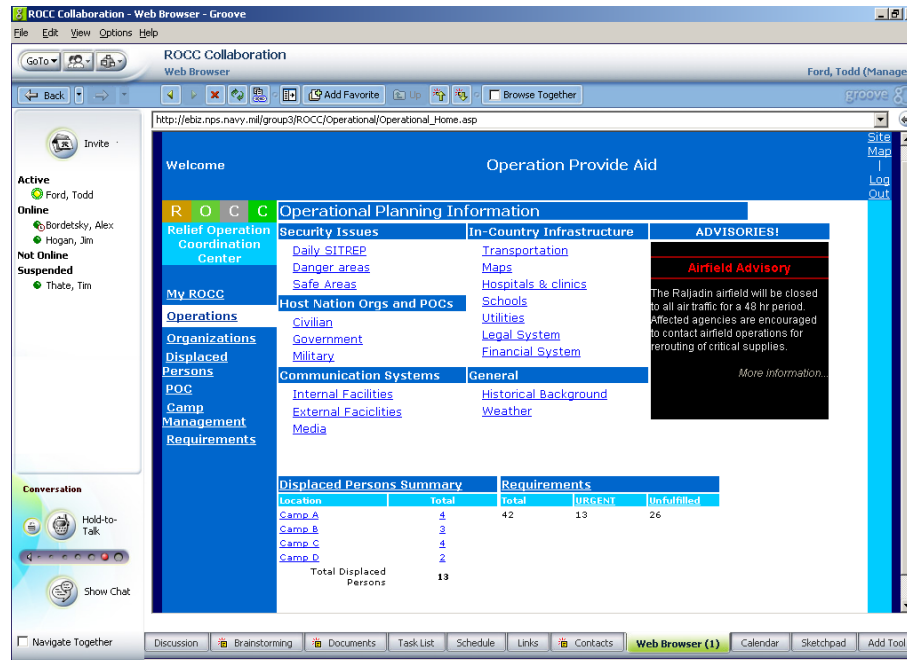 ROCC Collaboration - Web Browser - Groove
File Edit View Options Help
GoTo
ROCC Collaboration
Web Browser
Ford, Todd (Manage
Back
Add Favorite
Up
Browse Together
groove
http://ebiz.nps.navy.mil/group3/ROCC/Operational/Operational_Home.asp
Invite
Active
Ford, Todd
Online
Bordetsky, Alex
Hogan, Jim
Not Online
Suspended
Thate, Tim
Conversation
Hold-to-
Talk
Show Chat
Navigate Together
Welcome
Operation Provide Aid
Site
Map
|
Log
Out
R O C C
Relief Operation
Coordination
Center
My ROCC
Operations
Organizations
Displaced
Persons
POC
Camp
Management
Requirements
Operational Planning Information
Security Issues
Daily SITREP
Danger areas
Safe Areas
Host Nation Orgs and POCs
Civilian
Government
Military
Communication Systems
Internal Facilities
External Faciclities
Media
In-Country Infrastructure
Transportation
Maps
Hospitals & clinics
Schools
Utilities
Legal System
Financial System
General
Historical Background
Weather
ADVISORIES!
Airfield Advisory
The Raljadin airfield will be closed
to all air traffic for a 48 hr period.
Affected agencies are encouraged
to contact airfield operations for
rerouting of critical supplies.
More information...
Displaced Persons Summary
Location Total
Camp A 4
Camp B 3
Camp C 4
Camp D 2
Total Displaced
Persons
13
Requirements
Total URGENT Unfulfilled
42 13 26
Discussion Brainstorming Documents Task List Schedule Links Contacts Web Browser (1) Calendar Sketchpad Add Tool